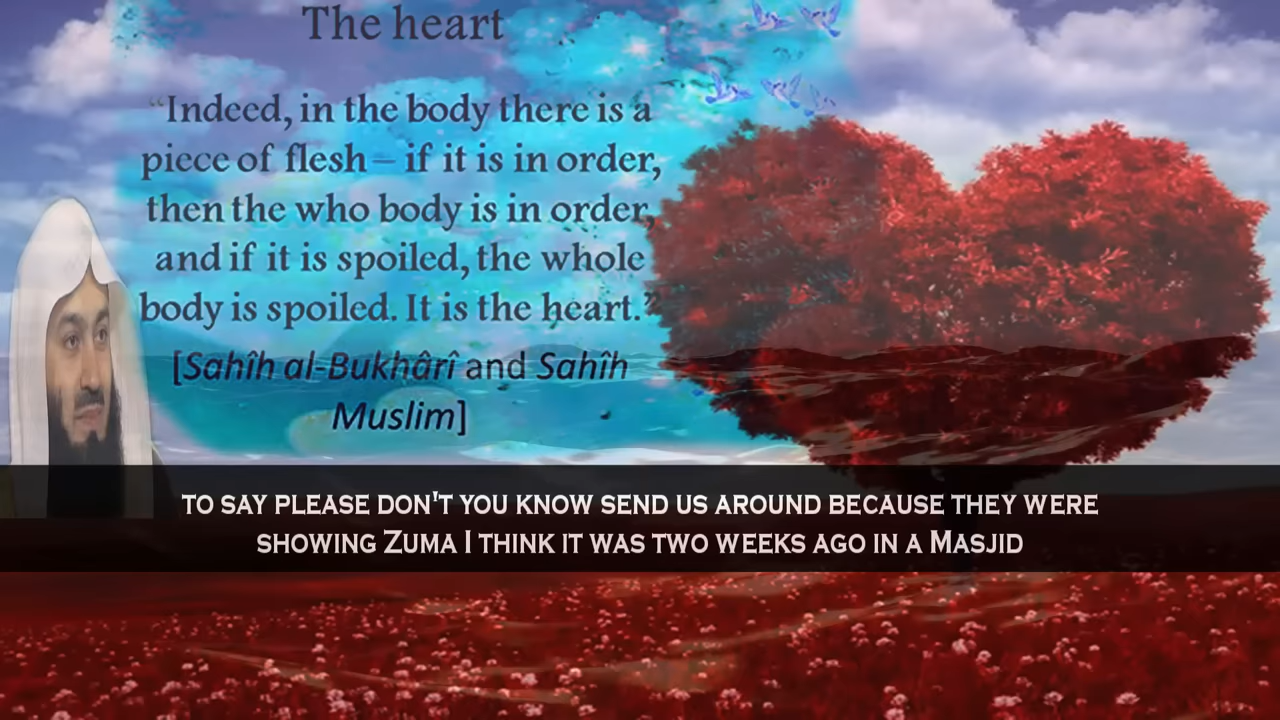 The heart
“Indeed, in the body there is a
piece of flesh – if it is in order,
then the who body is in order,
and if it is spoiled, the whole
body is spoiled. It is the heart.”
[Sahîh al-Bukhârî and Sahîh
Muslim]
TO SAY PLEASE DON'T YOU KNOW SEND US AROUND BECAUSE THEY WERE
SHOWING ZUMA I THINK IT WAS TWO WEEKS AGO IN A MASJID